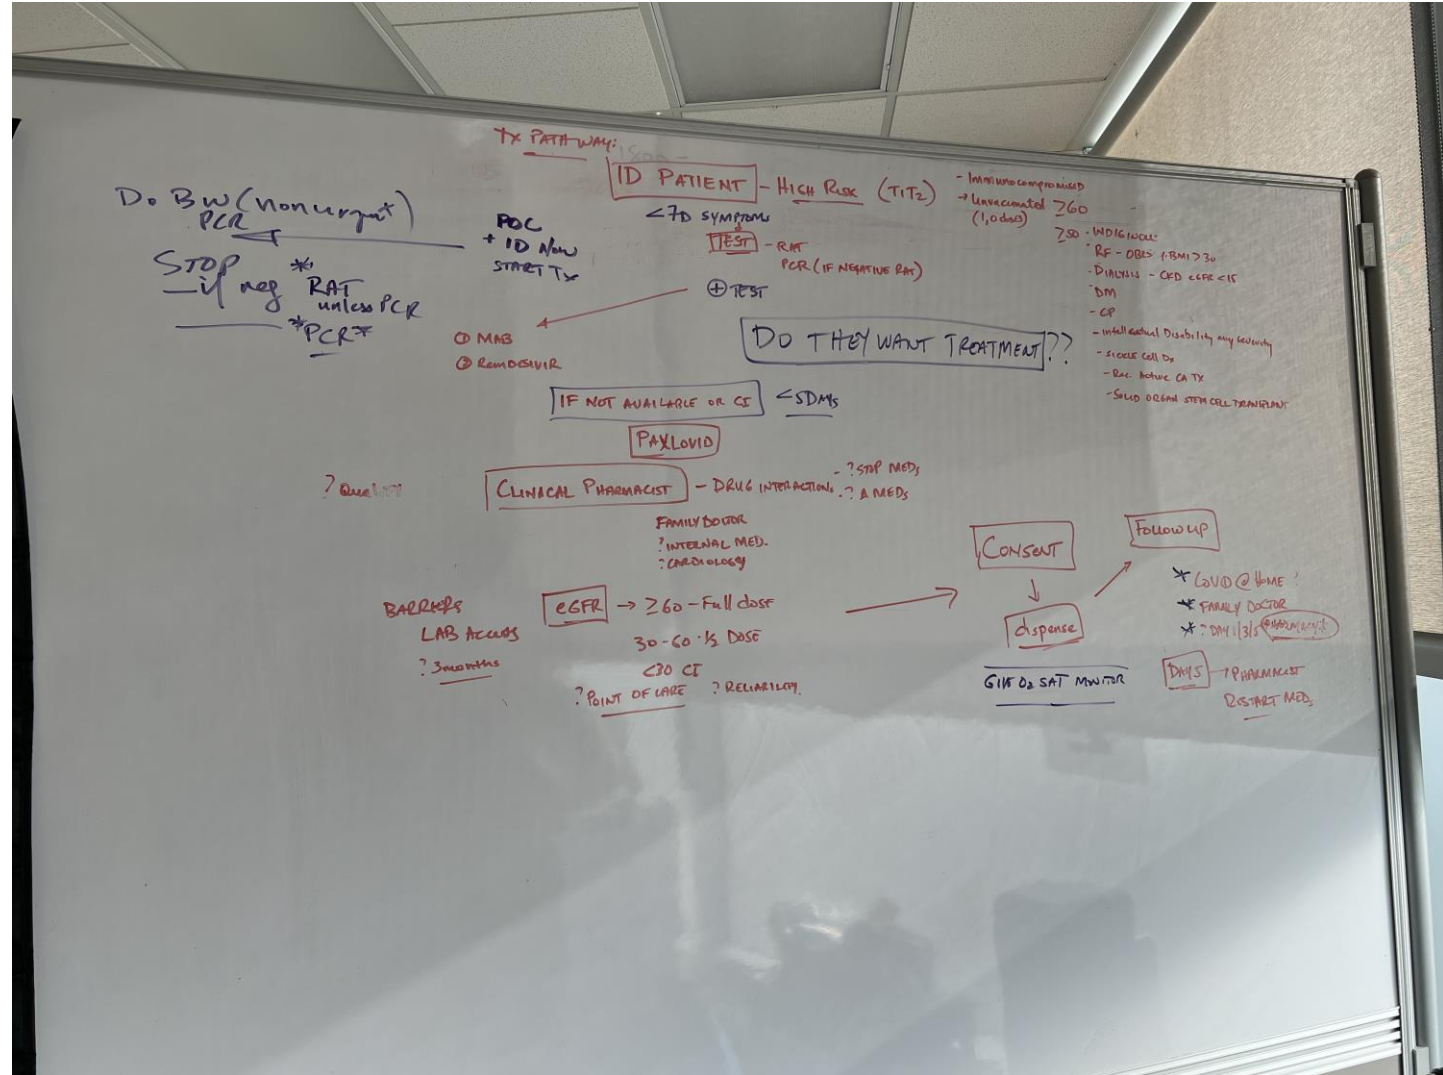 Tx PATHWAY:
ID PATIENT - HIGH RISK (T1T2)
<7D SYMPTOMS
TEST - RAT
PCR (IF NEGATIVE RAT)
⊕ TEST
- Immunocompromised
→ Unvaccinated ≥60
(1,0 dose)
≥50 - INDIGENOUS
RF - OBES (BMI >30
- DIALYSIS - CKD eGFR <15
DM
- CP
- intellectual Disability any severity
- sickle cell Dx
- Rec. Active CA TX
- SOLID ORGAN STEM CELL TRANSPLANT
Do BW (nonurgent)
PCR
POC
+ ID Now
START Tx
STOP
if neg * RAT
unless PCR
*PCR*
① MAB
② REMDESIVIR
DO THEY WANT TREATMENT??
IF NOT AVAILABLE OR CI <5DAYS
PAXLOVID
? Quality
CLINICAL PHARMACIST - DRUG INTERACTIONS - ? STOP MEDS
- ? Δ MEDS
FAMILY DOCTOR
? INTERNAL MED.
? CARDIOLOGY
BARRIERS
LAB ACCESS
? 3months
eGFR → ≥60 - Full dose
30-60 - ½ DOSE
<30 CI
? POINT OF CARE ? RELIABILITY
CONSENT
↓
dispense
GIVE O2 SAT MONITOR
Follow up
* COVID @ HOME ?
* FAMILY DOCTOR
* ? DAY 1/3/5 PHARMACY
DAY 5 → PHARMACIST
RESTART MEDS